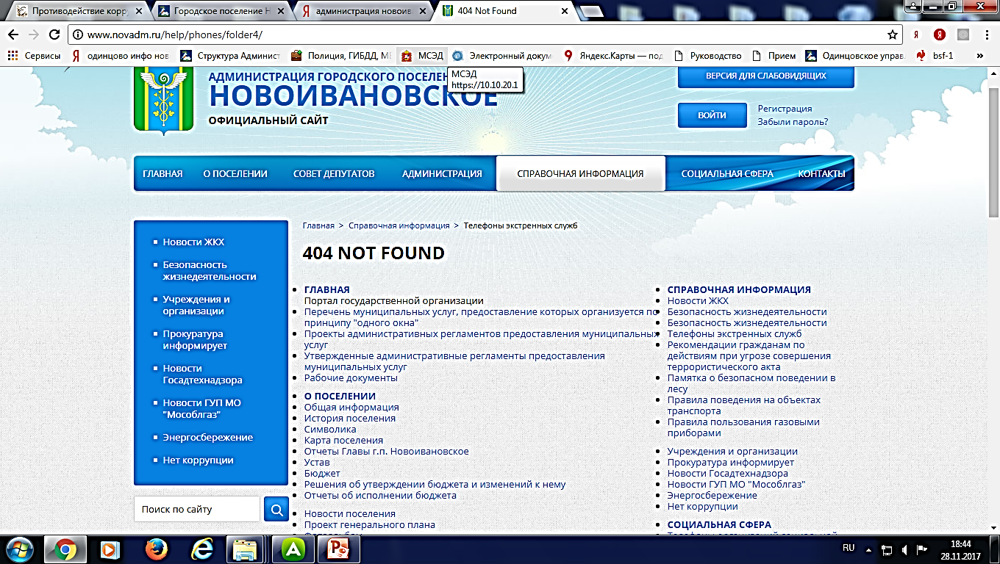 Противодействие корр
Городское поселение Н
администрация новоив
404 Not Found
www.novadm.ru/help/phones/folder4/
Сервисы
одинцово инфо нов
Структура Админист
Полиция, ГИБДД, МЕ
МСЭД
Электронный докум
Яндекс.Карты — под
Руководство
Прием
Одинцовское управ.
bsf-1
»
МСЭД
https://10.10.20.1
АДМИНИСТРАЦИЯ ГОРОДСКОГО ПОСЕЛЕН
НОВОИВАНОВСКОЕ
ОФИЦИАЛЬНЫЙ САЙТ
ВЕРСИЯ ДЛЯ СЛАБОВИДЯЩИХ
ВОЙТИ
Регистрация
Забыли пароль?
ГЛАВНАЯ
О ПОСЕЛЕНИИ
СОВЕТ ДЕПУТАТОВ
АДМИНИСТРАЦИЯ
СПРАВОЧНАЯ ИНФОРМАЦИЯ
СОЦИАЛЬНАЯ СФЕРА
КОНТАКТЫ
Новости ЖКХ
Безопасность
жизнедеятельности
Учреждения и
организации
Прокуратура
информирует
Новости
Госадтехнадзора
Новости ГУП МО
"Мособлгаз"
Энергосбережение
Нет коррупции
Поиск по сайту
Главная > Справочная информация > Телефоны экстренных служб
404 NOT FOUND
ГЛАВНАЯ
Портал государственной организации
Перечень муниципальных услуг, предоставление которых организуется по
принципу "одного окна"
Проекты административных регламентов предоставления муниципальных
услуг
Утвержденные административные регламенты предоставления
муниципальных услуг
Рабочие документы
О ПОСЕЛЕНИИ
Общая информация
История поселения
Символика
Карта поселения
Отчеты Главы г.п. Новоивановское
Устав
Бюджет
Решения об утверждении бюджета и изменений к нему
Отчеты об исполнении бюджета
Новости поселения
Проект генерального плана
СПРАВОЧНАЯ ИНФОРМАЦИЯ
Новости ЖКХ
Безопасность жизнедеятельности
Безопасность жизнедеятельности
Телефоны экстренных служб
Рекомендации гражданам по
действиям при угрозе совершения
террористического акта
Памятка о безопасном поведении в
лесу
Правила поведения на объектах
транспорта
Правила пользования газовыми
приборами
Учреждения и организации
Прокуратура информирует
Новости Госадтехнадзора
Новости ГУП МО "Мособлгаз"
Энергосбережение
Нет коррупции
СОЦИАЛЬНАЯ СФЕРА
RU
18:44
28.11.2017